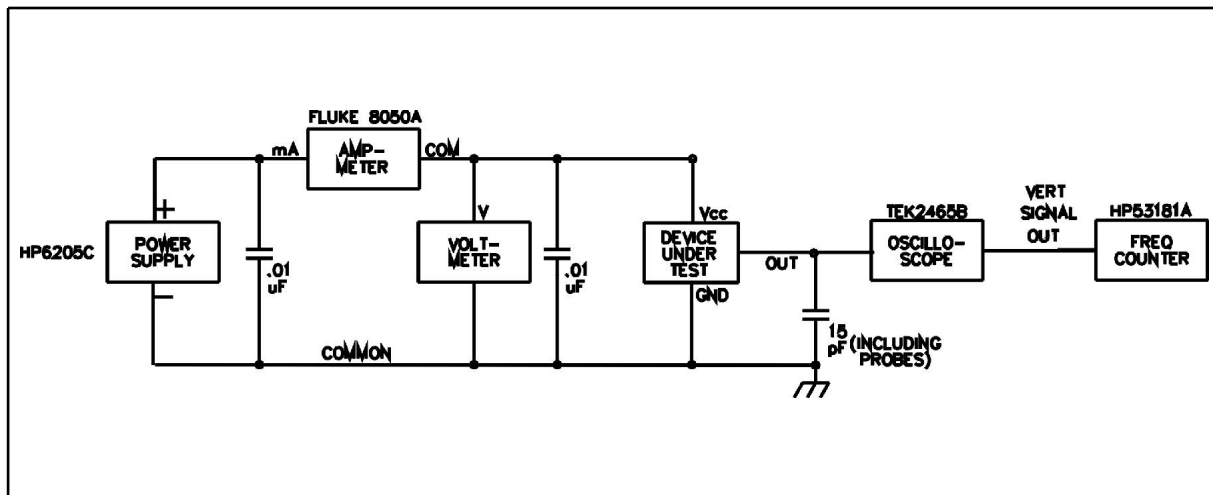 FLUKE 8050A
mA
AMP-
METER
COM
+
HP6205C
POWER
SUPPLY
−
.01
uF
V
VOLT-
METER
.01
uF
Vcc
DEVICE
UNDER
TEST
GND
OUT
TEK2465B
OSCILLO-
SCOPE
VERT
SIGNAL
OUT
HP53181A
FREQ
COUNTER
15
pF (INCLUDING
PROBES)
COMMON